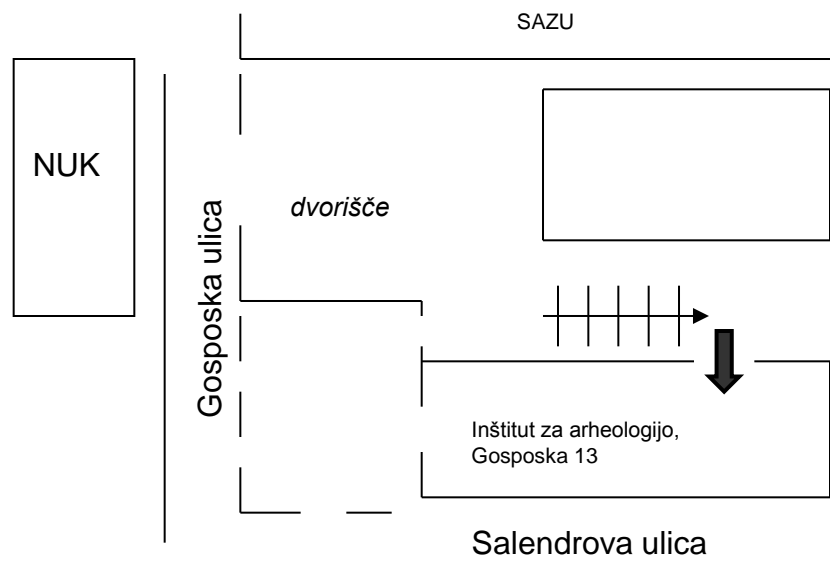 SAZU
NUK
dvorišče
Gosposka ulica
Inštitut za arheologijo,
Gosposka 13
Salendrova ulica